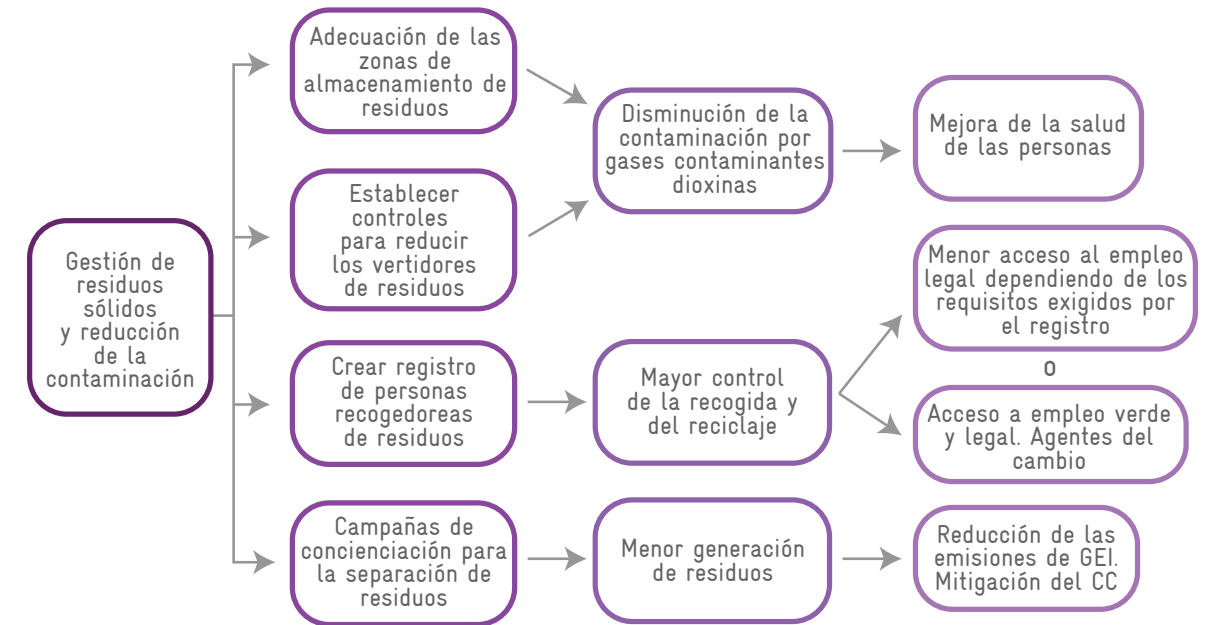 Gestión de
residuos
sólidos
y reducción
de la
contaminación
Adecuación de las
zonas de
almacenamiento de
residuos
Establecer
controles
para reducir
los vertidores
de residuos
Crear registro
de personas
recogedoreas
de residuos
Campañas de
concienciación para
la separación de
residuos
Disminución de la
contaminación por
gases contaminantes
dioxinas
Mayor control
de la recogida y
del reciclaje
Menor generación
de residuos
Mejora de la salud
de las personas
Menor acceso al empleo
legal dependiendo de los
requisitos exigidos por
el registro
o
Acceso a empleo verde
y legal. Agentes del
cambio
Reducción de las
emisiones de GEI.
Mitigación del CC